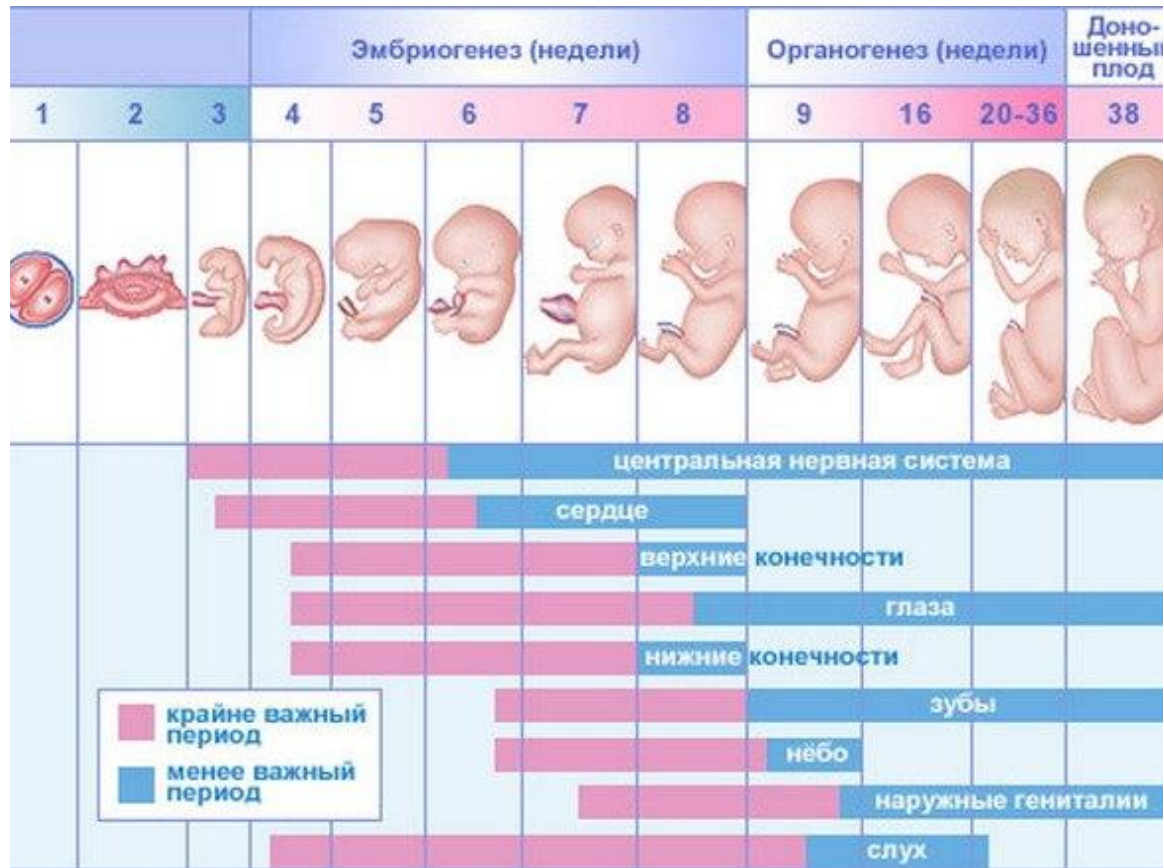 Эмбриогенез (недели)
Органогенез (недели)
Доно-
шенный
плод
1 2 3 4 5 6 7 8 9 16 20-36 38
центральная нервная система
сердце
верхние конечности
глаза
нижние конечности
зубы
нёбо
наружные гениталии
слух
крайне важный
период
менее важный
период